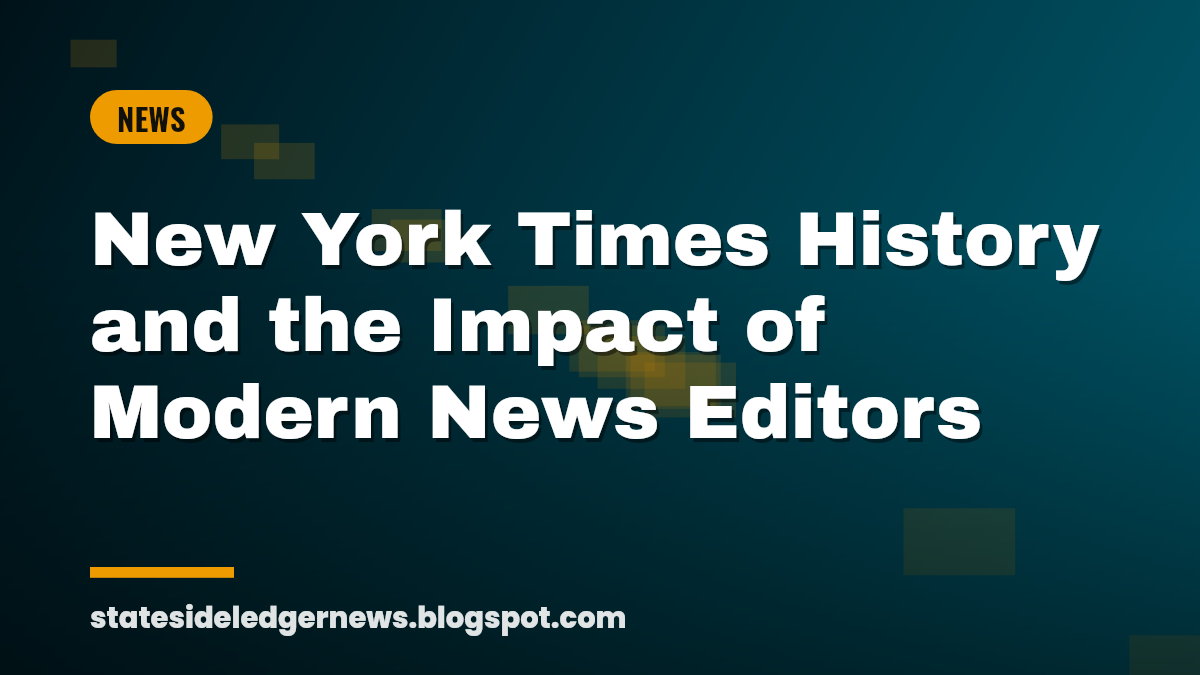 NEWS
New York Times History
and the Impact of
Modern News Editors
statesideledgernews.blogspot.com